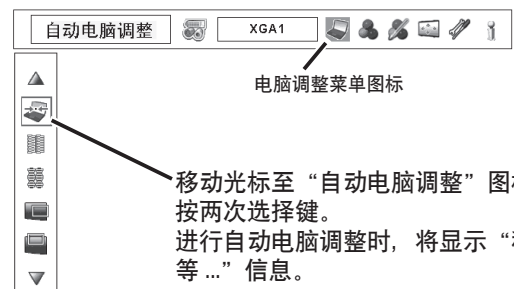 自动电脑调整
XGA1
电脑调整菜单图标
移动光标至“自动电脑调整”图
按两次选择键。
进行自动电脑调整时，将显示“
等...”信息。